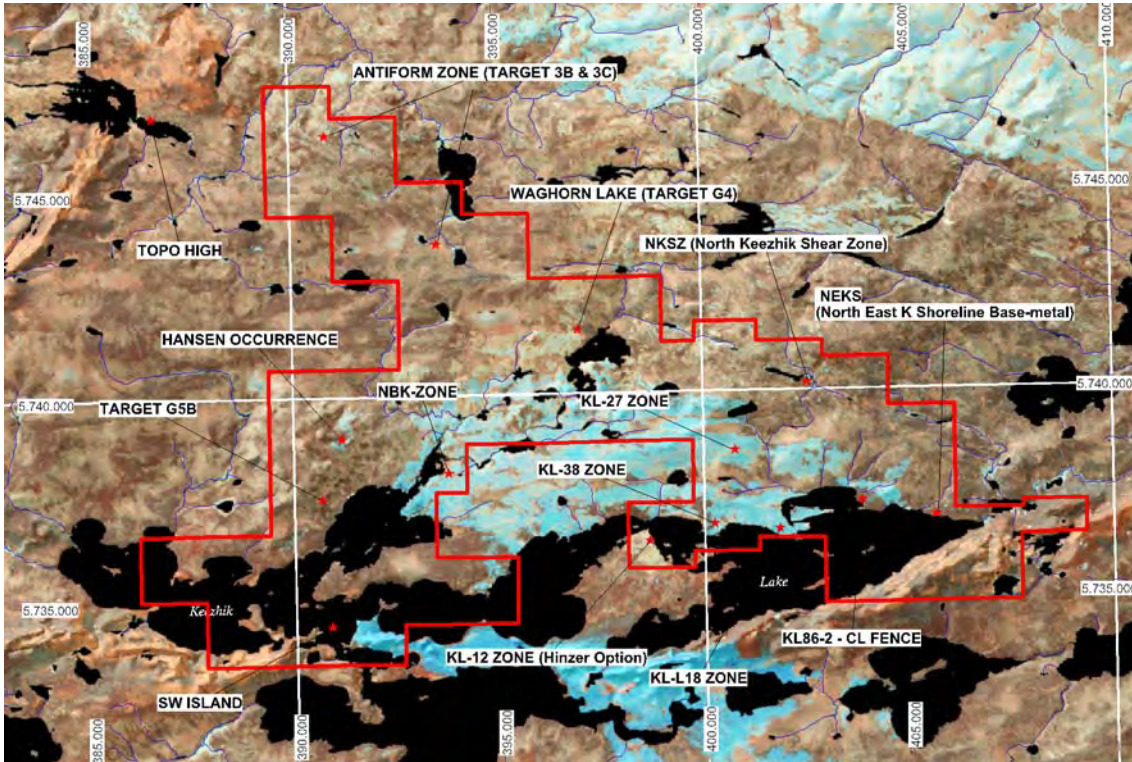 385.000
390.000
395.000
400.000
405.000
410.000
ANTIFORM ZONE (TARGET 3B & 3C)
5.745.000
WAGHORN LAKE (TARGET G4)
5.745.000
TOPO HIGH
NKSZ (North Keezhik Shear Zone)
NEKS
(North East K Shoreline Base-metal)
HANSEN OCCURRENCE
NBK-ZONE
5.740.000
TARGET G5B
5.740.000
KL-27 ZONE
KL-38 ZONE
Lake
5.735.000
5.735.000
Keezhik
KL86-2 - CL FENCE
KL-12 ZONE (Hinzer Option)
KL-L18 ZONE
SW ISLAND
385.000
390.000
395.000
400.000
405.000